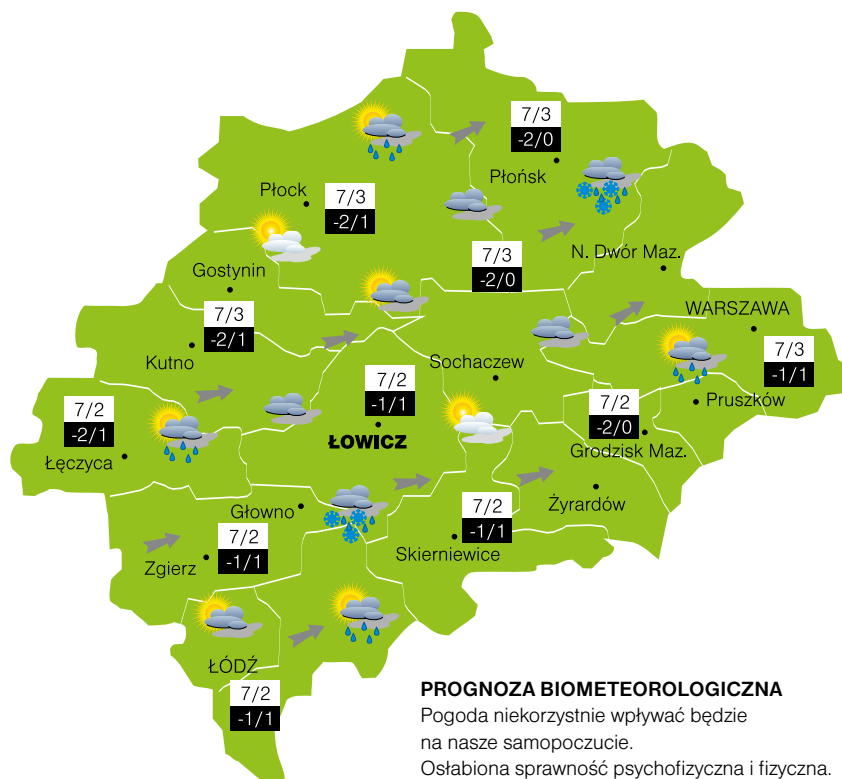 7/3
-2/0
Płońsk
Płock
7/3
-2/1
7/3
-2/0
N. Dwór Maz.
Gostynin
7/3
-2/1
Kutno
WARSZAWA
7/3
-1/1
Sochaczew
7/2
-1/1
ŁOWICZ
Pruszków
7/2
-2/0
Grodzisk Maz.
7/2
-2/1
Łęczyca
Żyrardów
Głowno
7/2
-1/1
Skierniewice
7/2
-1/1
Zgierz
ŁÓDŹ
7/2
-1/1
PROGNOZA BIOMETEOROLOGICZNA
Pogoda niekorzystnie wpływać będzie
na nasze samopoczucie.
Osłabiona sprawność psychofizyczna i fizyczna.